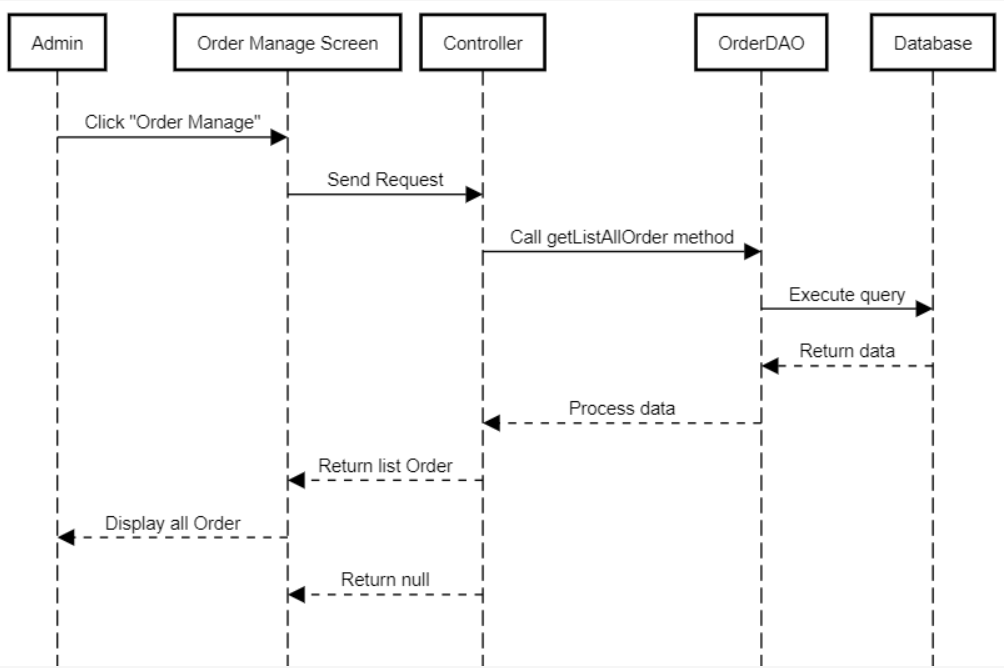 Admin
Order Manage Screen
Controller
OrderDAO
Database
Click "Order Manage"
Send Request
Call getListAllOrder method
Execute query
Return data
Process data
Return list Order
Display all Order
Return null